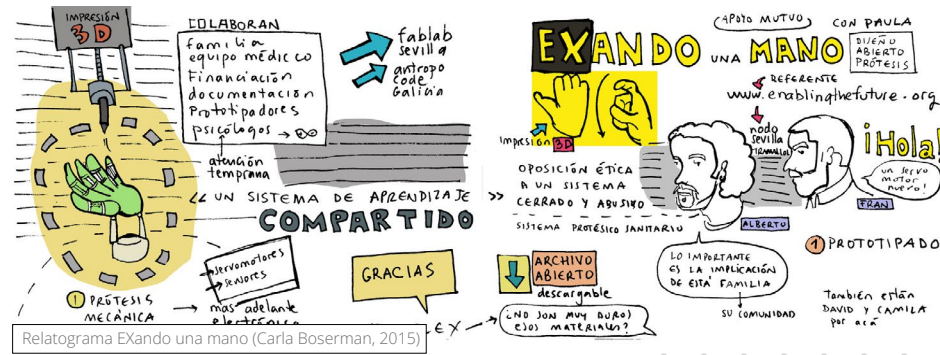 IMPRESIÓN
3D
COLABORAN
familia
equipo médico
Financiación
documentación
Prototipadores
psicólogos
atención
temprana
fablab
sevilla
antropo
code
Galicia
<< UN SISTEMA DE APRENDIZAJE >>
COMPARTIDO
servomotores
sensores
1 PRÓTESIS
MECÁNICA
mas adelante
electrónica
GRACIAS
EX
APOYO MUTUO
CON PAULA
EXANDO UNA MANO
DISEÑO
ABIERTO
PRÓTESIS
REFERENTE
www.enablingthefuture.org
impresión 3D
nodo
sevilla
¡Hola!
un servo
motor
nuevo!
FRAN
OPOSICIÓN ÉTICA
A UN SISTEMA
CERRADO Y ABUSIVO
SISTEMA PROTÉSICO SANITARIO
ALBERTO
1 PROTOTIPADO
ARCHIVO
ABIERTO
descargable
LO IMPORTANTE
ES LA IMPLICACIÓN
DE ESTA FAMILIA
SU COMUNIDAD
¿NO SON MUY DUROS
ESOS MATERIALES?
También están
DAVID Y CAMILA
por acá
Relatograma EXando una mano (Carla Boserman, 2015)